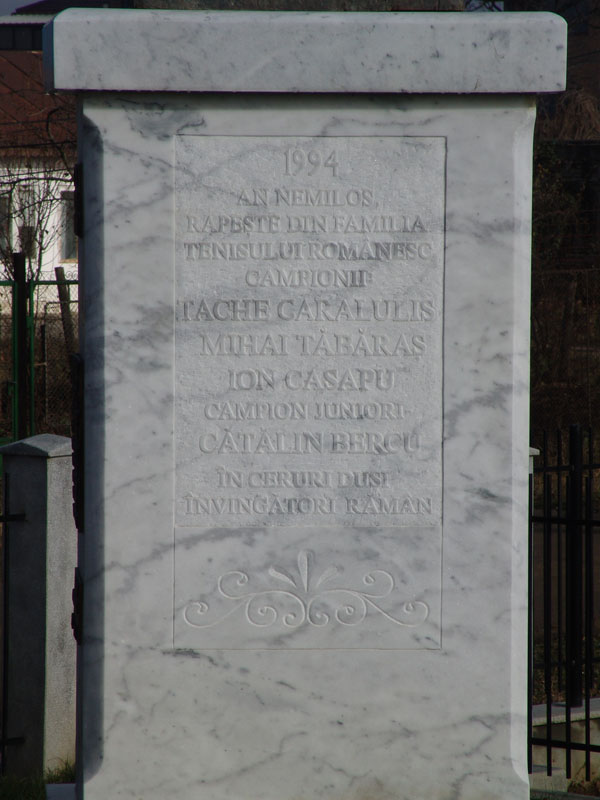 1994
AN NEMILOS,
RĂPEȘTE DIN FAMILIA
TENISULUI ROMÂNESC
CAMPIONII
TACHE CARALULIS
MIHAI TĂBĂRAȘ
ION CASAPU
CAMPION JUNIORI
CĂTĂLIN BERCU
ÎN CERURI DUȘI
ÎNVINGĂTORI RĂMÂN